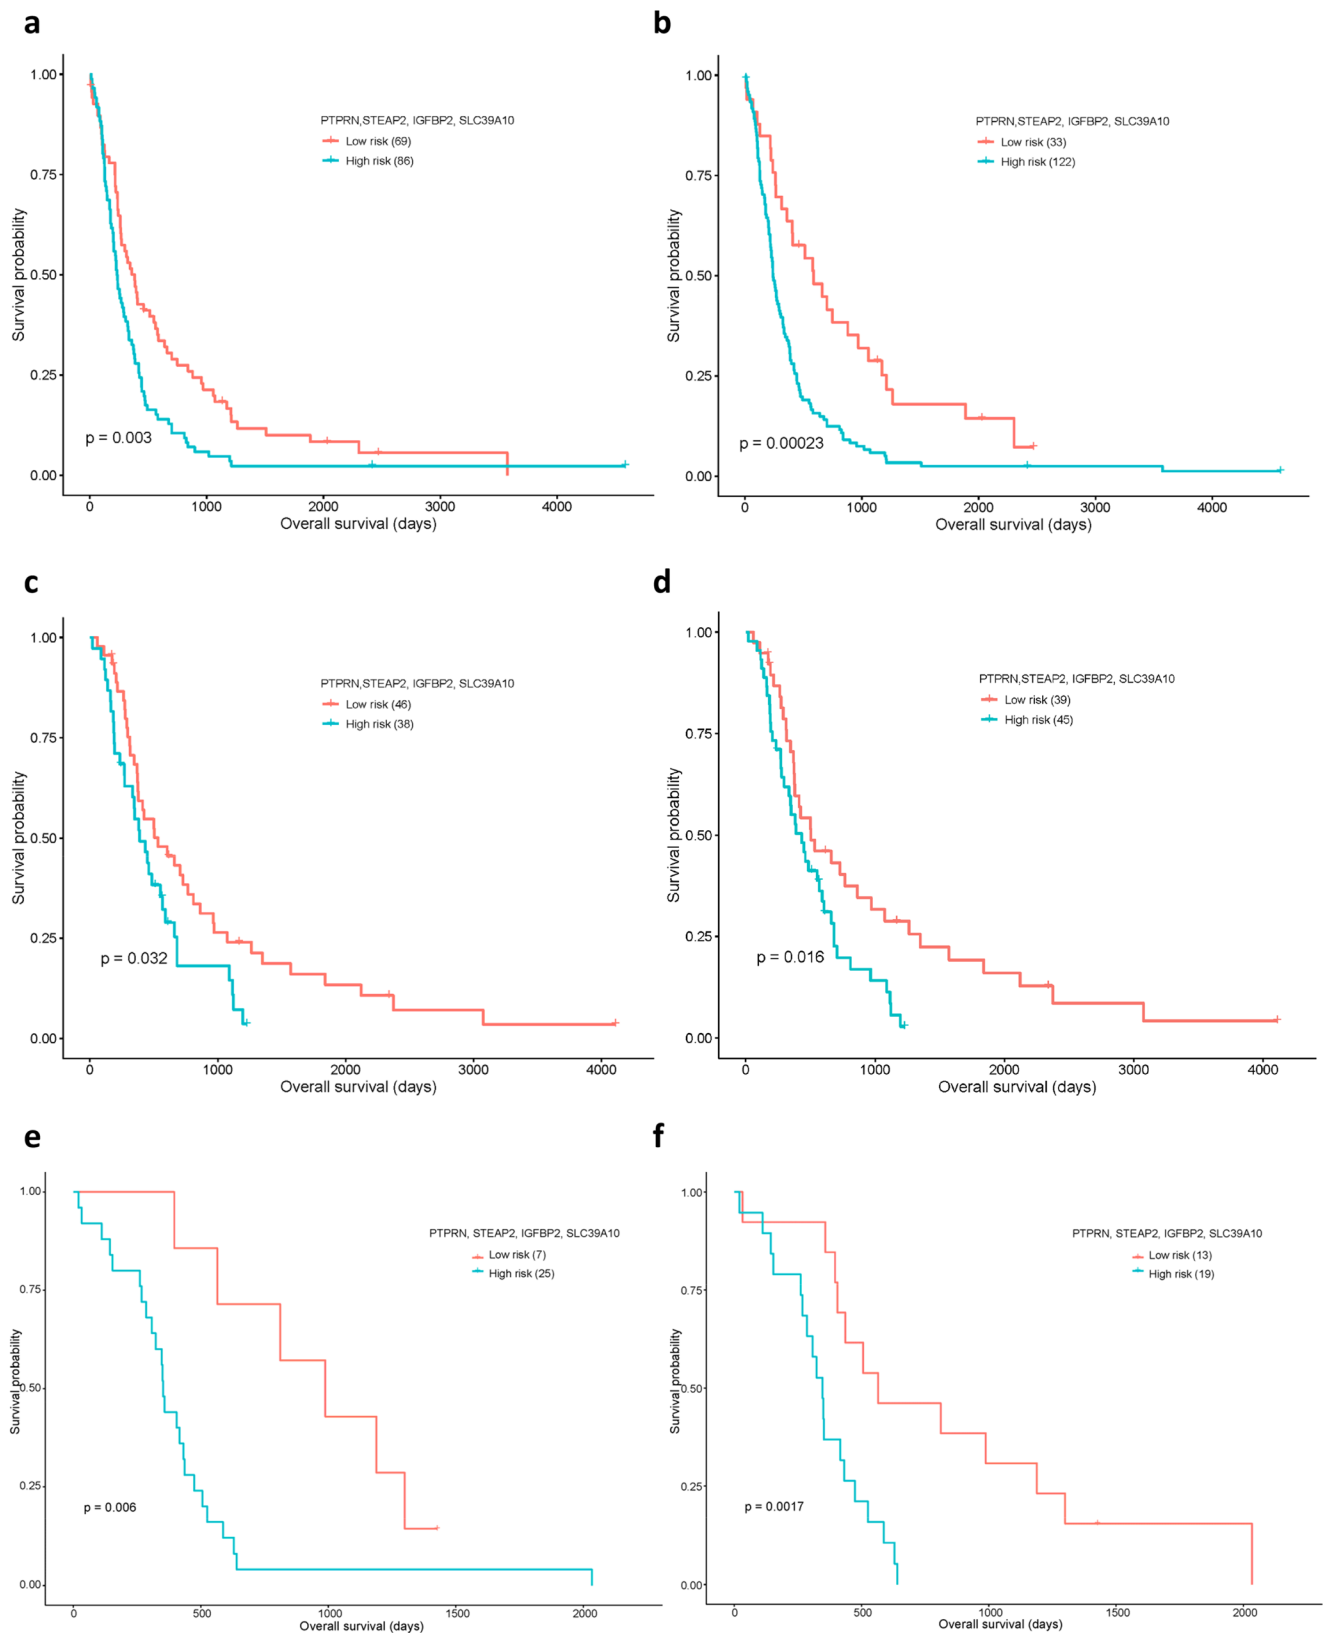 a
1.00
0.75
0.50
0.25
0.00
Survival probability
PTPRN,STEAP2, IGFBP2, SLC39A10
Low risk (69)
High risk (86)
p = 0.003
0 1000 2000 3000 4000
Overall survival (days)
b
1.00
0.75
0.50
0.25
0.00
Survival probability
PTPRN,STEAP2, IGFBP2, SLC39A10
Low risk (33)
High risk (122)
p = 0.00023
0 1000 2000 3000 4000
Overall survival (days)
c
1.00
0.75
0.50
0.25
0.00
Survival probability
PTPRN,STEAP2, IGFBP2, SLC39A10
Low risk (46)
High risk (38)
p = 0.032
0 1000 2000 3000 4000
Overall survival (days)
d
1.00
0.75
0.50
0.25
0.00
Survival probability
PTPRN,STEAP2, IGFBP2, SLC39A10
Low risk (39)
High risk (45)
p = 0.016
0 1000 2000 3000 4000
Overall survival (days)
e
1.00
0.75
0.50
0.25
0.00
Survival probability
PTPRN, STEAP2, IGFBP2, SLC39A10
Low risk (7)
High risk (25)
p = 0.006
0 500 1000 1500 2000
Overall survival (days)
f
1.00
0.75
0.50
0.25
0.00
Survival probability
PTPRN, STEAP2, IGFBP2, SLC39A10
Low risk (13)
High risk (19)
p = 0.0017
0 500 1000 1500 2000
Overall survival (days)